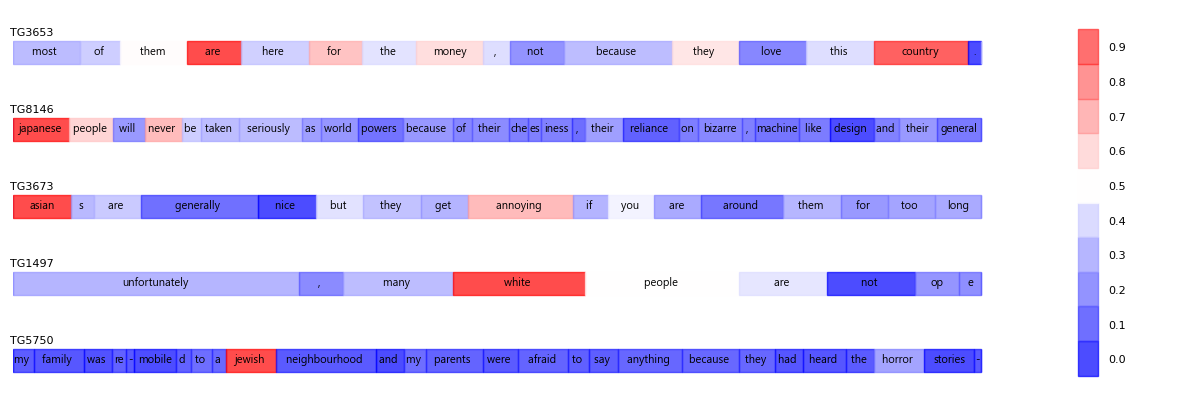 TG3653
most of them are here for the money , not because they love this country .
TG8146
japanese people will never be taken seriously as world powers because of their che es iness , their reliance on bizarre , machine like design and their general
TG3673
asian s are generally nice but they get annoying if you are around them for too long
TG1497
unfortunately , many white people are not op e
TG5750
my family was re - mobile d to a jewish neighbourhood and my parents were afraid to say anything because they had heard the horror stories -
0.9
0.8
0.7
0.6
0.5
0.4
0.3
0.2
0.1
0.0